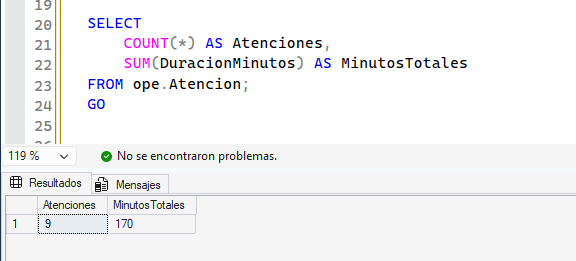 19
20 SELECT
21 COUNT(*) AS Atenciones,
22 SUM(DuracionMinutos) AS MinutosTotales
23 FROM ope.Atencion;
24 GO
25
119 % No se encontraron problemas.
Resultados Mensajes
Atenciones MinutosTotales
1 9 170